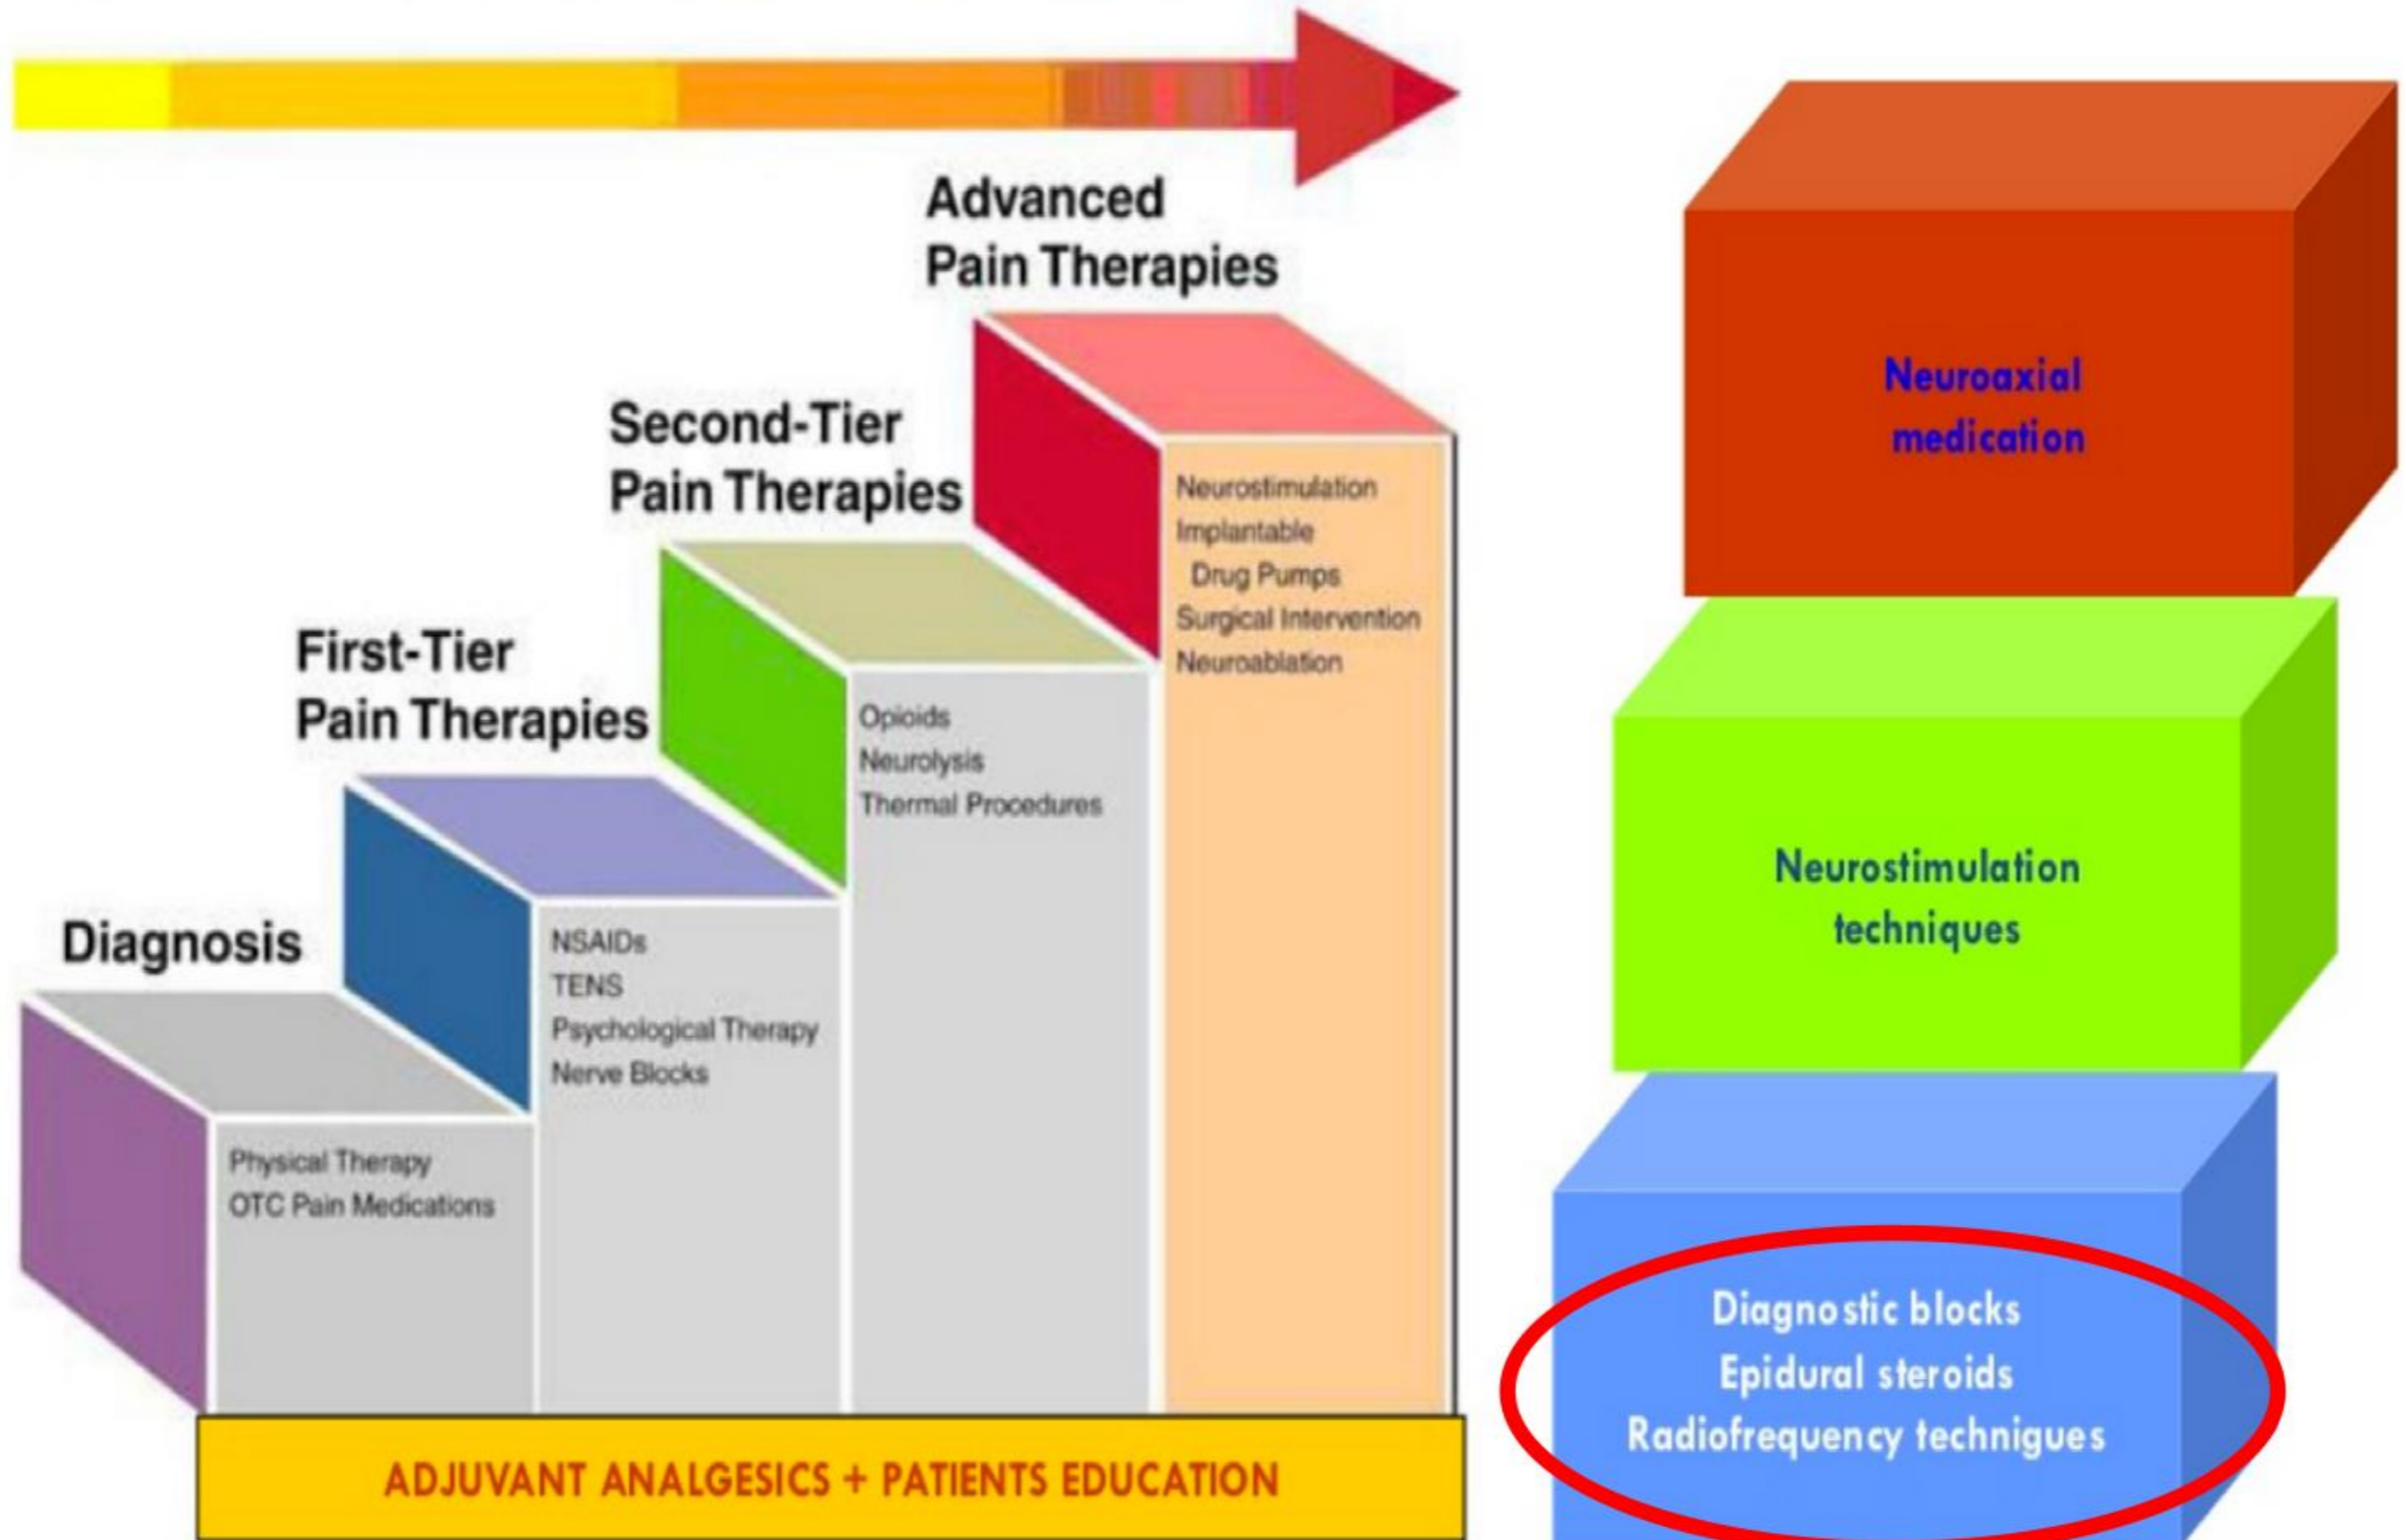 Advanced
Pain Therapies
Second-Tier
Pain Therapies
First-Tier
Pain Therapies
Diagnosis
Neurostimulation
Implantable
Drug Pumps
Surgical Intervention
Neuroablation
Opioids
Neurolysis
Thermal Procedures
NSAIDs
TENS
Psychological Therapy
Nerve Blocks
Physical Therapy
OTC Pain Medications
ADJUVANT ANALGESICS + PATIENTS EDUCATION
Neuroaxial
medication
Neurostimulation
techniques
Diagnostic blocks
Epidural steroids
Radiofrequency technigues